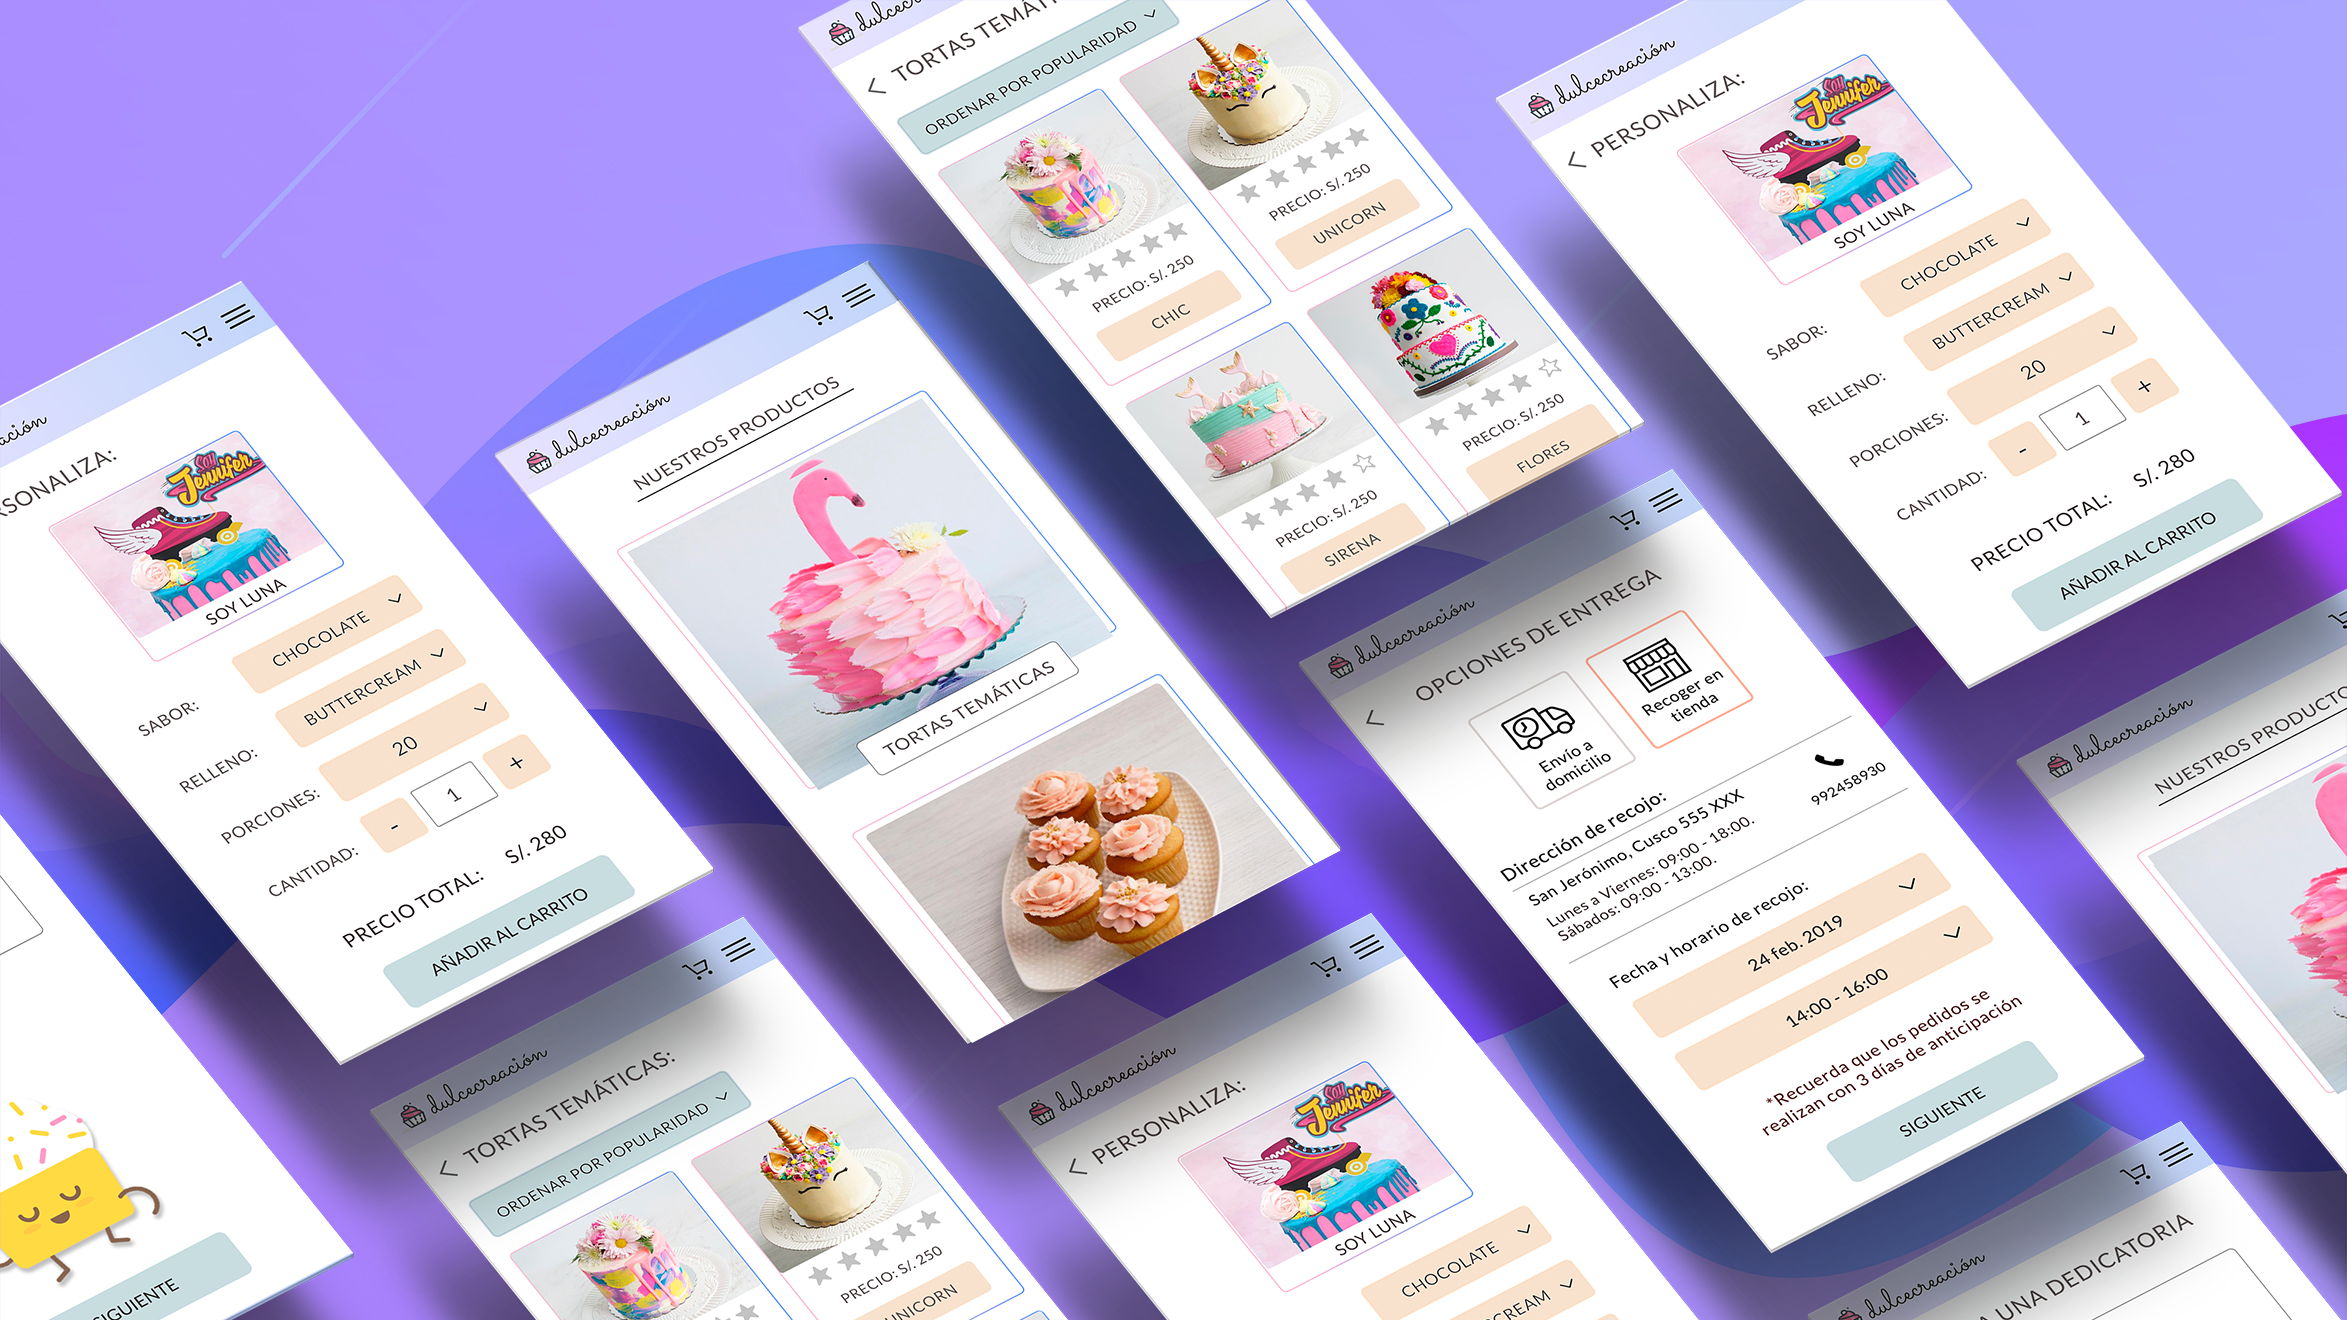 dulcecreación
TORTAS
ORDENAR POR POPULARIDAD
PRECIO: S/. 250
CHIC
PRECIO: S/. 250
UNICORN
PRECIO: S/. 250
SIRENA
PRECIO: S/. 250
FLORES
dulcecreación
PERSONALIZA:
SOY
Jennifer
SOY LUNA
SABOR:
CHOCOLATE
RELLENO:
BUTTERCREAM
PORCIONES:
20
CANTIDAD:
-
1
+
PRECIO TOTAL:
S/. 280
AÑADIR AL CARRITO
SOY
Jennifer
SOY LUNA
SABOR:
CHOCOLATE
RELLENO:
BUTTERCREAM
PORCIONES:
20
CANTIDAD:
-
1
+
PRECIO TOTAL:
S/. 280
AÑADIR AL CARRITO
dulcecreación
NUESTROS PRODUCTOS
TORTAS TEMÁTICAS
dulcecreación
OPCIONES DE ENTREGA
Envío a
domicilio
Recoger en
tienda
Dirección de recojo:
San Jerónimo, Cusco 555 XXX
Lunes a Viernes: 09:00 - 18:00.
Sábados: 09:00 - 13:00.
992458930
Fecha y horario de recojo:
24 feb. 2019
14:00 - 16:00
*Recuerda que los pedidos se
realizan con 3 días de anticipación
SIGUIENTE
dulcecreación
NUESTROS
SIGUIENTE
dulcecreación
TORTAS TEMÁTICAS:
ORDENAR POR POPULARIDAD
PRECIO: S/. 250
UNICORN
dulcecreación
PERSONALIZA:
SOY
Jennifer
SOY LUNA
CHOCOLATE
dulcecreación
UNA DEDICATORIA